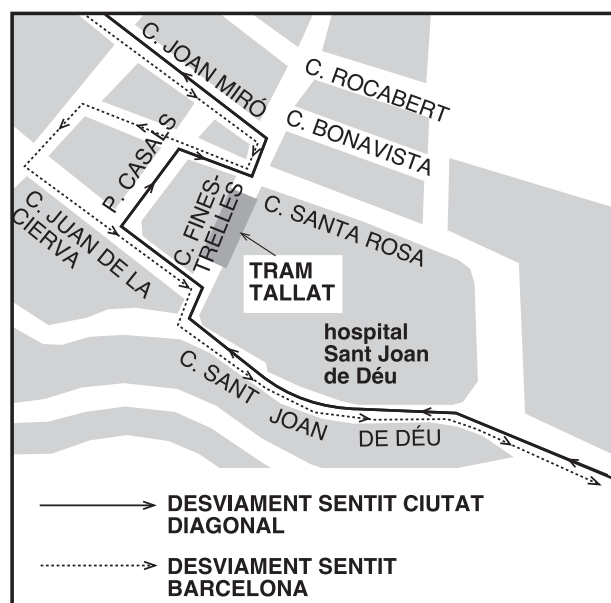 C. JOAN MIRÓ
C. ROCABERT
C. BONAVISTA
P. CASALS
C. FINES-
TRELLES
C. SANTA ROSA
C. JUAN DE LA
CIERVA
TRAM
TALLAT
hospital
Sant Joan
de Déu
C. SANT JOAN DE DÉU
DESVIAMENT SENTIT CIUTAT
DIAGONAL
DESVIAMENT SENTIT
BARCELONA